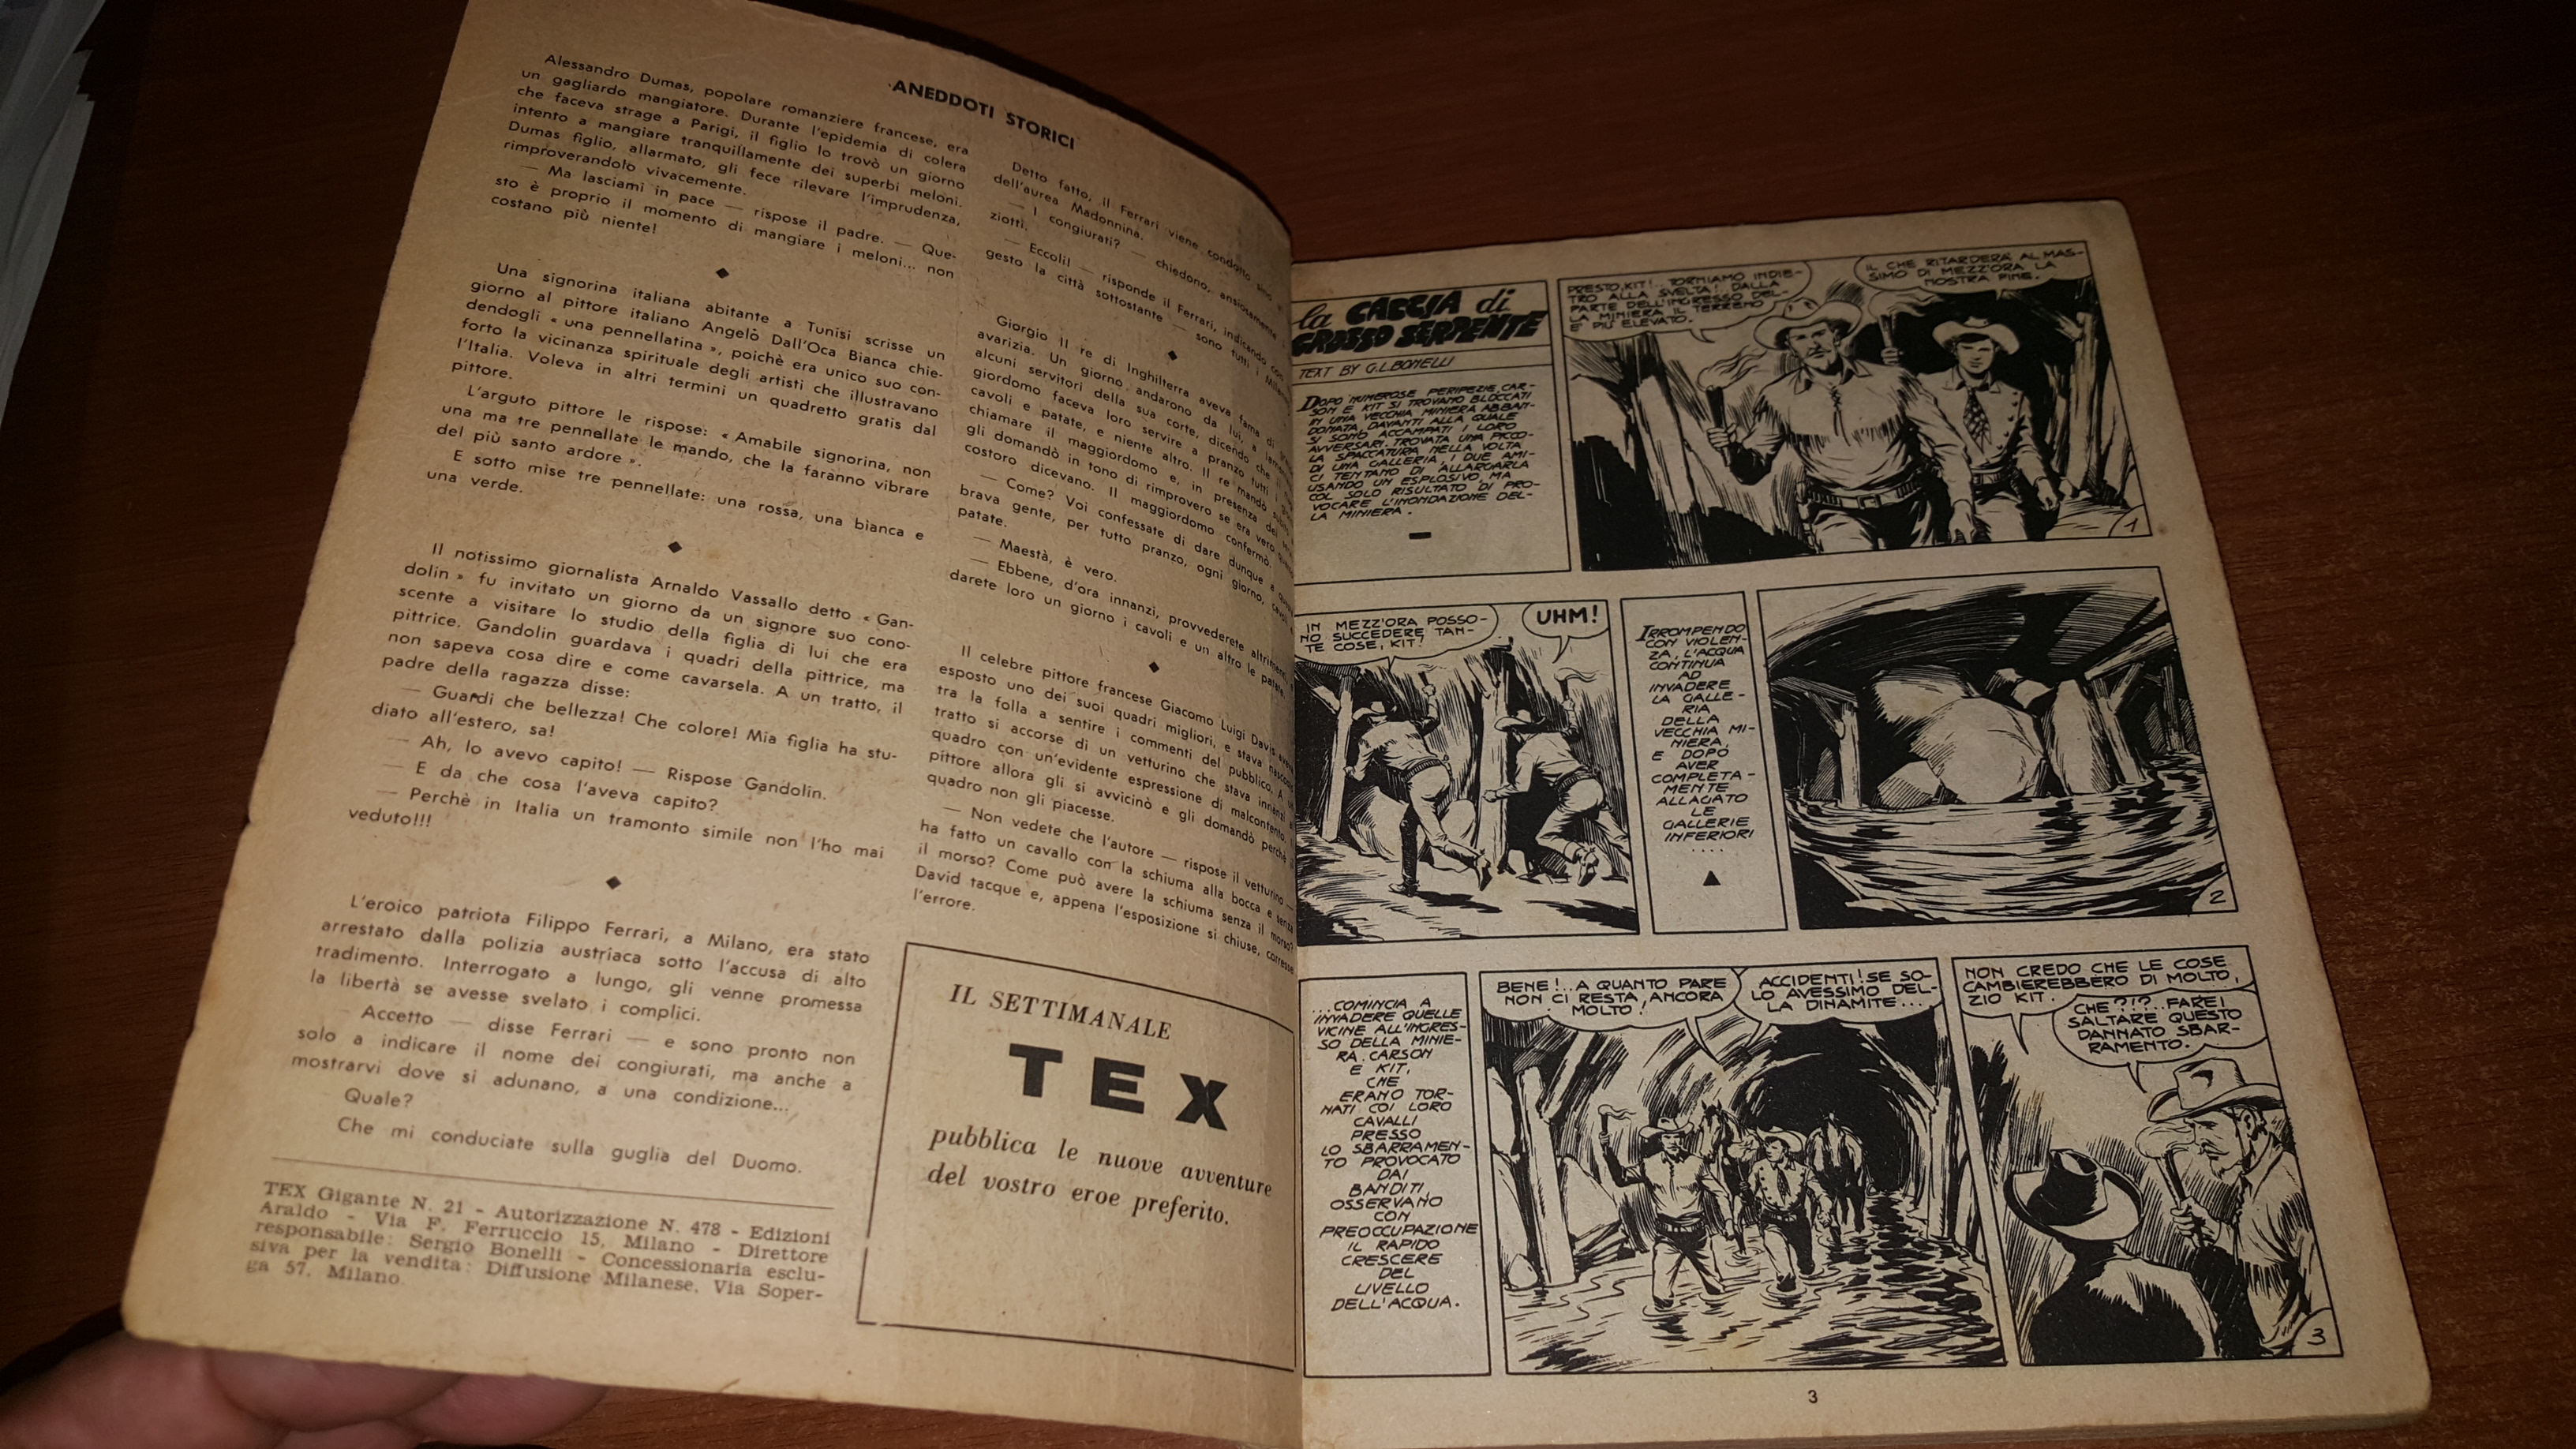 ANEDDOTI STORICI
Alessandro Dumas, popolare romanziere francese, era
un gagliardo mangiatore. Durante l'epidemia di colera
che faceva strage a Parigi, il figlio lo trovò un giorno
intento a mangiare tranquillamente dei superbi meloni.
Dumas figlio, allarmato, gli fece rilevare l'imprudenza,
rimproverandolo vivacemente.
— Ma lasciami in pace — rispose il padre. — Que-
sto è proprio il momento di mangiare i meloni... non
costano più niente!
Una signorina italiana abitante a Tunisi scrisse un
giorno al pittore italiano Angelo Dall'Oca Bianca chie-
dendogli « una pennellatina », poichè era unico suo con-
forto la vicinanza spirituale degli artisti che illustravano
l'Italia. Voleva in altri termini un quadretto gratis dal
pittore.
L'arguto pittore le rispose: « Amabile signorina, non
una ma tre pennellate le mando, che la faranno vibrare
del più santo ardore ».
E sotto mise tre pennellate: una rossa, una bianca e
una verde.
Il notissimo giornalista Arnaldo Vassallo detto « Gan-
dolin » fu invitato un giorno da un signore suo cono-
scente a visitare lo studio della figlia di lui che era
pittrice. Gandolin guardava i quadri della pittrice, ma
non sapeva cosa dire e come cavarsela. A un tratto, il
padre della ragazza disse:
— Guardi che bellezza! Che colore! Mia figlia ha stu-
diato all'estero, sa!
— Ah, lo avevo capito! — Rispose Gandolin.
— E da che cosa l'aveva capito?
— Perchè in Italia un tramonto simile non l'ho mai
veduto!!!
L'eroico patriota Filippo Ferrari, a Milano, era stato
arrestato dalla polizia austriaca sotto l'accusa di alto
tradimento. Interrogato a lungo, gli venne promessa
la libertà se avesse svelato i complici.
— Accetto — disse Ferrari — e sono pronto non
solo a indicare il nome dei congiurati, ma anche a
mostrarvi dove si adunano, a una condizione...
Quale?
Che mi conduciate sulla guglia del Duomo.
TEX Gigante N. 21 - Autorizzazione N. 478 - Edizioni
Araldo - Via F. Ferruccio 15, Milano - Direttore
responsabile: Sergio Bonelli - Concessionaria esclu-
siva per la vendita: Diffusione Milanese, Via Soper-
ga 57, Milano.
Detto fatto, il Ferrari viene condotto sino
dell'aurea Madonnina.
— I congiurati? — chiedono, ansiosamente
ziotti.
— Eccoli! — risponde il Ferrari, indicando con
gesto la città sottostante — sono tutti i
Giorgio II re di Inghilterra aveva fama di
avarizia. Un giorno andarono da lui, a
alcuni servitori della sua corte, dicendo che il
giordomo faceva loro servire a pranzo tutti i
cavoli e patate, e niente altro. Il re mandò
chiamare il maggiordomo e, in presenza dei
gli domandò in tono di rimprovero se era vero
costoro dicevano. Il maggiordomo confermò.
— Come? Voi confessate di dare dunque a
brava gente, per tutto pranzo, ogni giorno,
patate.
— Maestà, è vero.
— Ebbene, d'ora innanzi, provvederete altrimenti,
darete loro un giorno i cavoli e un altro le patate.
Il celebre pittore francese Giacomo Luigi David
esposto uno dei suoi quadri migliori, e stava
tra la folla a sentire i commenti del pubblico. A
tratto si accorse di un vetturino che stava innanzi
quadro con un'evidente espressione di malcontento.
pittore allora gli si avvicinò e gli domandò perchè
quadro non gli piacesse.
— Non vedete che l'autore — rispose il vetturino —
ha fatto un cavallo con la schiuma alla bocca e senza
il morso? Come può avere la schiuma senza il morso?
David tacque e, appena l'esposizione si chiuse, corresse
l'errore.
IL SETTIMANALE
TEX
pubblica le nuove avventure
del vostro eroe preferito.
la CACCIA di
GROSSO SERPENTE
TEXT BY G.L.BONELLI
DOPO NUMEROSE PERIPEZIE, CAR-
SON E KIT SI TROVANO BLOCCATI
IN UNA VECCHIA MINIERA ABBAN-
DONATA, DAVANTI ALLA QUALE
SI SONO ACCAMPATI I LORO
AVVERSARI. TROVATA UNA PICCO-
LA SPACCATURA NELLA VOLTA
DI UNA GALLERIA, I DUE AMI-
CI TENTANO DI ALLARGARLA
USANDO UN ESPLOSIVO, MA
COL SOLO RISULTATO DI PRO-
VOCARE L'INONDAZIONE DEL-
LA MINIERA.
PRESTO, KIT!.. TORNIAMO INDIE-
TRO ALLA SVELTA!.. DALLA
PARTE DELL'INGRESSO DEL-
LA MINIERA IL TERRENO
E' PIU' ELEVATO.
IL CHE RITARDERA' AL MAS-
SIMO DI MEZZ'ORA LA
NOSTRA FINE.
1
IN MEZZ'ORA POSSO-
NO SUCCEDERE TAN-
TE COSE, KIT!
UHM!
IRROMPENDO
CON VIOLEN-
ZA, L'ACQUA
CONTINUA
AD
INVADERE
LA GALLE-
RIA
DELLA
VECCHIA MI-
NIERA,
E DOPO
AVER
COMPLETA-
MENTE
ALLAGATO
LE
GALLERIE
INFERIORI
....
2
...COMINCIA A
INVADERE QUELLE
VICINE ALL'INGRES-
SO DELLA MINIE-
RA. CARSON
E KIT,
CHE
ERANO TOR-
NATI COI LORO
CAVALLI
PRESSO
LO SBARRAMEN-
TO PROVOCATO
DAI
BANDITI,
OSSERVANO
CON
PREOCCUPAZIONE
IL RAPIDO
CRESCERE
DEL
LIVELLO
DELL'ACQUA.
BENE!..A QUANTO PARE
NON CI RESTA ANCORA
MOLTO!
ACCIDENTI! SE SO-
LO AVESSIMO DEL-
LA DINAMITE...
NON CREDO CHE LE COSE
CAMBIEREBBERO DI MOLTO,
ZIO KIT.
CHE ?!?...FAREI
SALTARE QUESTO
DANNATO SBAR-
RAMENTO.
3
3